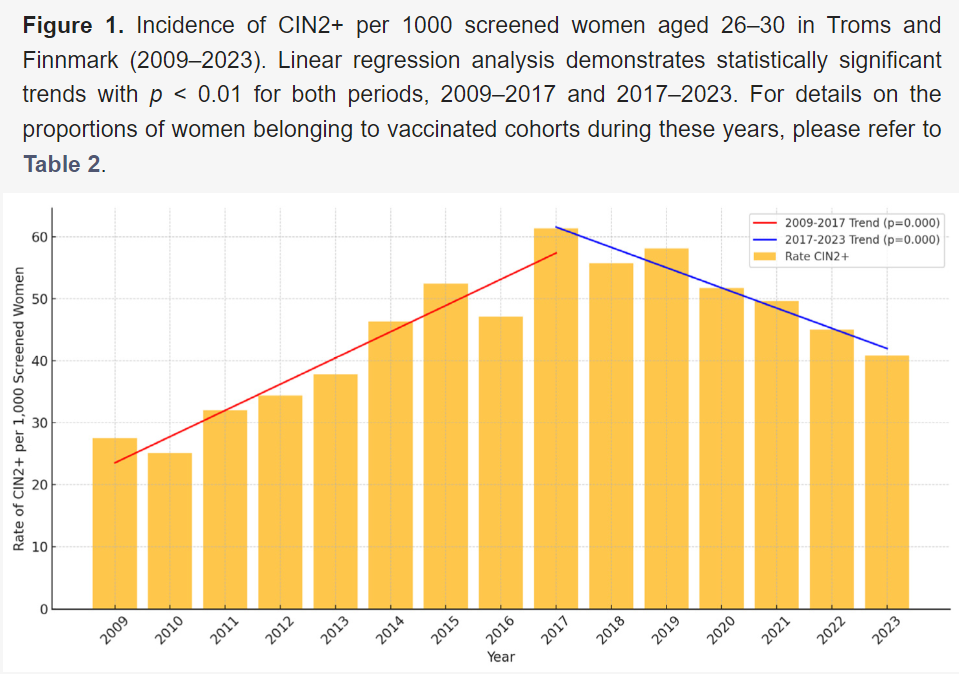 Figure 1. Incidence of CIN2+ per 1000 screened women aged 26–30 in Troms and
Finnmark (2009–2023). Linear regression analysis demonstrates statistically significant
trends with p < 0.01 for both periods, 2009–2017 and 2017–2023. For details on the
proportions of women belonging to vaccinated cohorts during these years, please refer to
Table 2.
2009-2017 Trend (p=0.000)
2017-2023 Trend (p=0.000)
Rate CIN2+
Rate of CIN2+ per 1,000 Screened Women
60
50
40
30
20
10
0
2009
2010
2011
2012
2013
2014
2015
2016
2017
2018
2019
2020
2021
2022
2023
Year